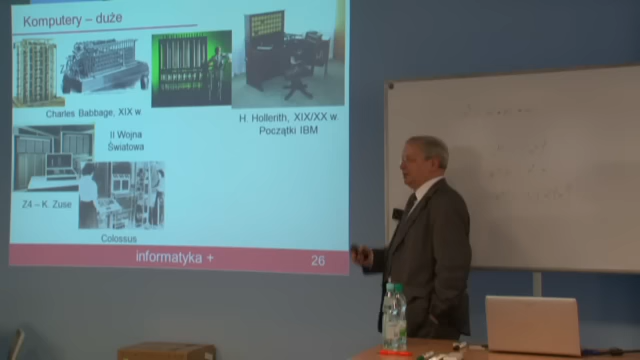 Komputery – duże
Charles Babbage, XIX w.
H. Hollerith, XIX/XX w.
Początki IBM
II Wojna
Światowa
Z4 – K. Zuse
Colossus
informatyka +
26